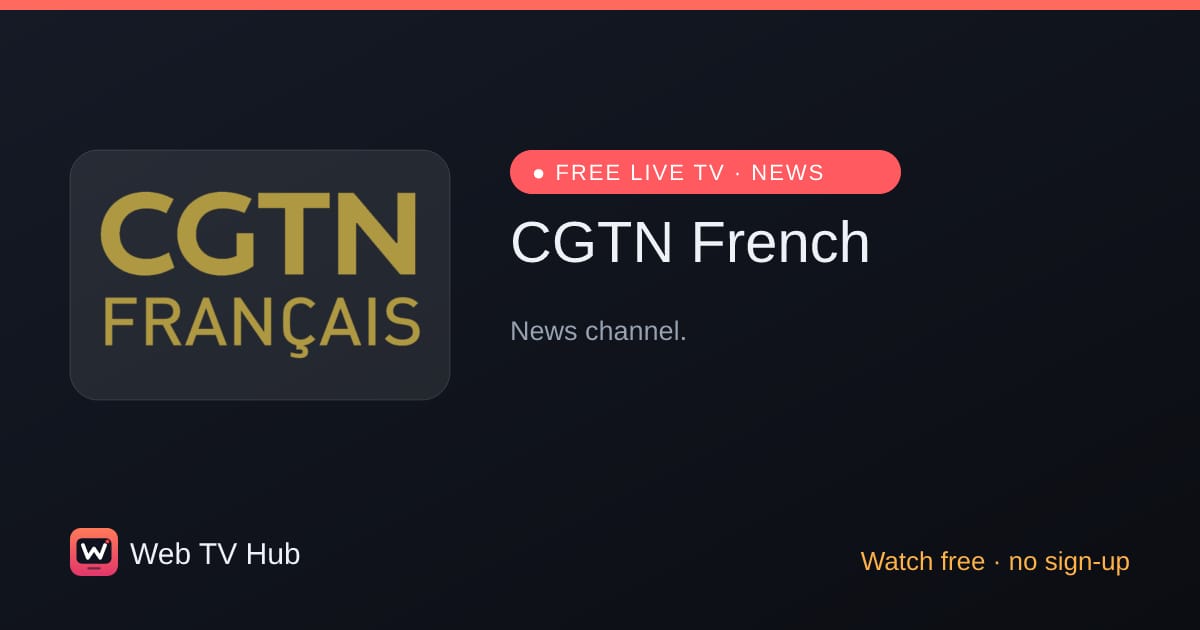 CGTN
FRANÇAIS
● FREE LIVE TV · NEWS
CGTN French
News channel.
W
Web TV Hub
Watch free · no sign-up